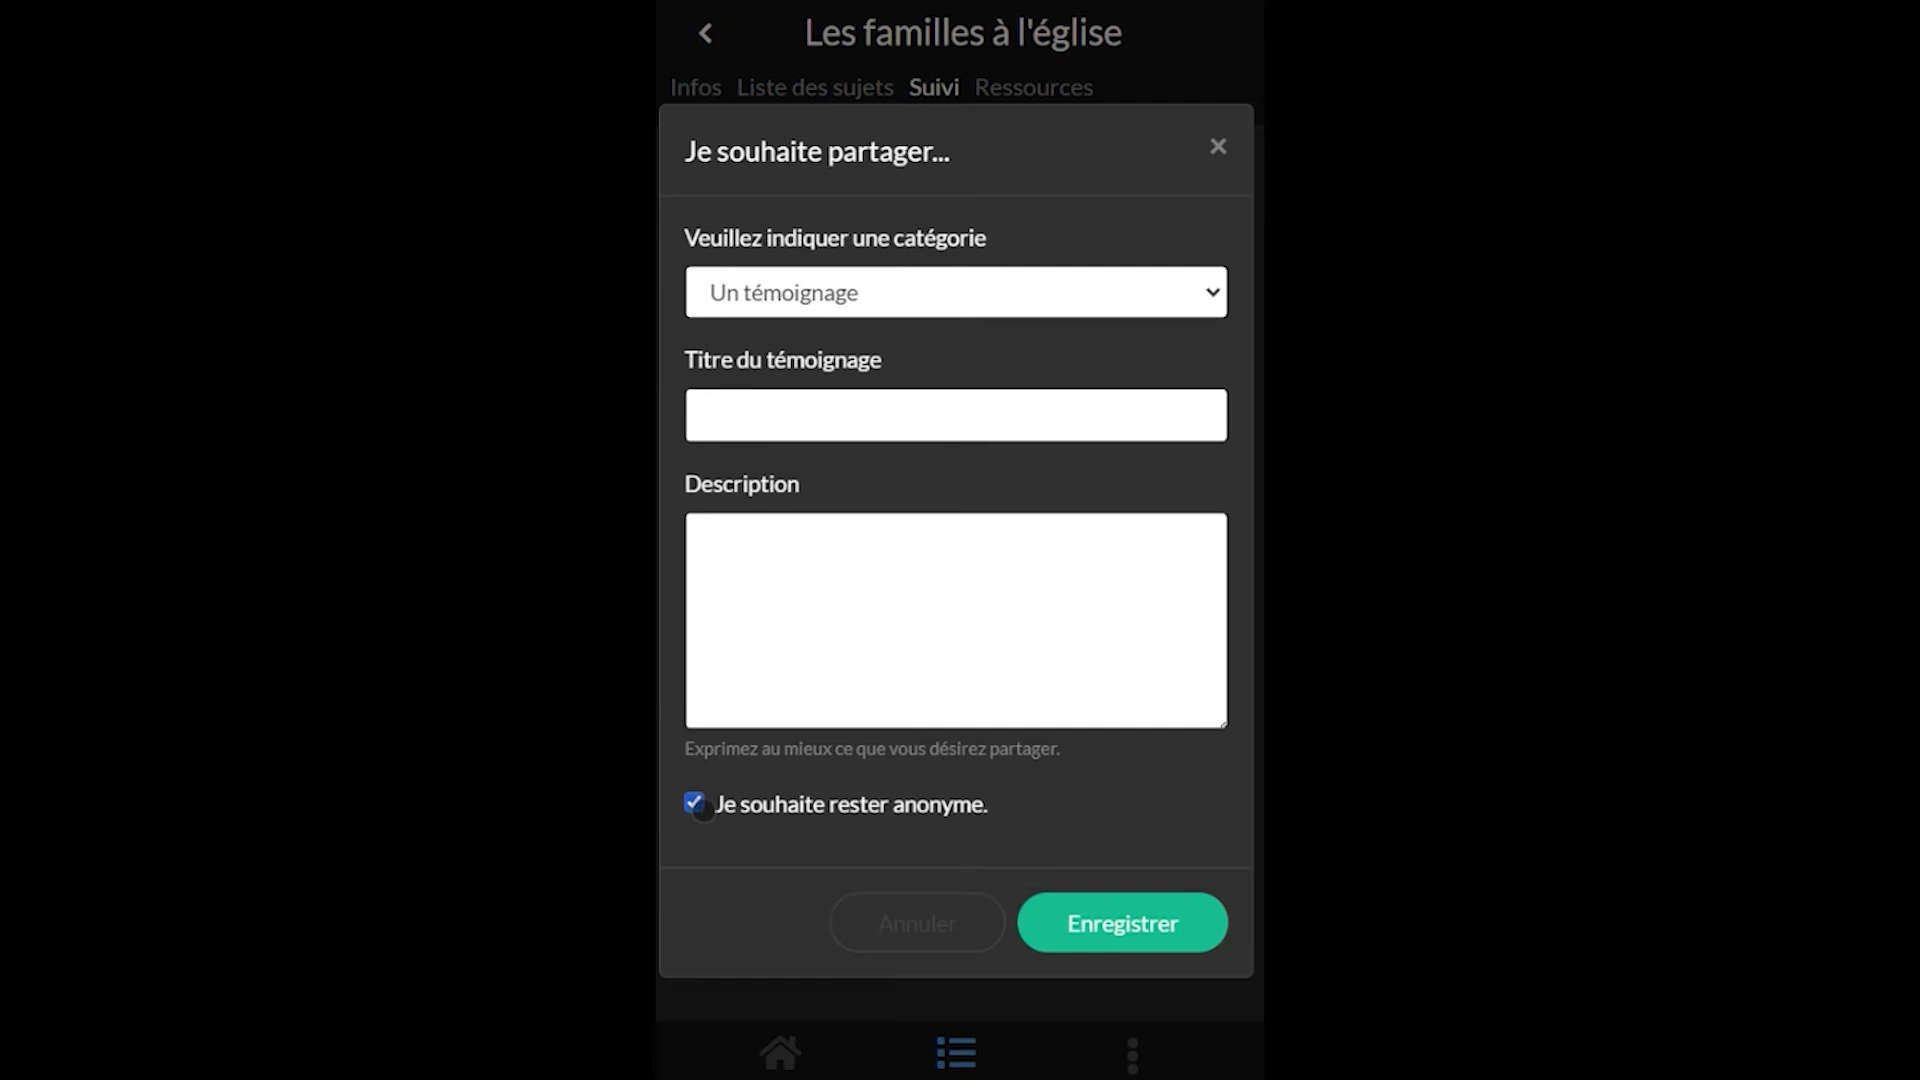 Les familles à l'église
Infos Liste des sujets Suivi Ressources
Je souhaite partager...
×
Veuillez indiquer une catégorie
Un témoignage
Titre du témoignage
Description
Exprimez au mieux ce que vous désirez partager.
Je souhaite rester anonyme.
Annuler Enregistrer